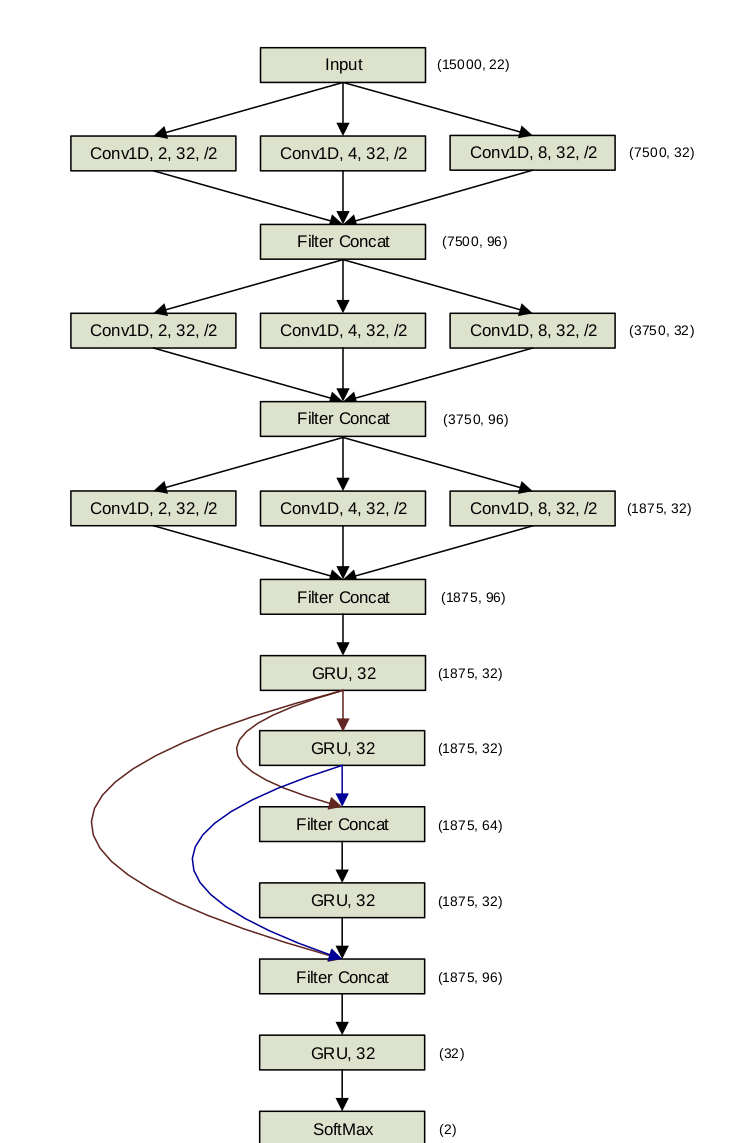 Input (15000, 22)
Conv1D, 2, 32, /2 Conv1D, 4, 32, /2 Conv1D, 8, 32, /2 (7500, 32)
Filter Concat (7500, 96)
Conv1D, 2, 32, /2 Conv1D, 4, 32, /2 Conv1D, 8, 32, /2 (3750, 32)
Filter Concat (3750, 96)
Conv1D, 2, 32, /2 Conv1D, 4, 32, /2 Conv1D, 8, 32, /2 (1875, 32)
Filter Concat (1875, 96)
GRU, 32 (1875, 32)
GRU, 32 (1875, 32)
Filter Concat (1875, 64)
GRU, 32 (1875, 32)
Filter Concat (1875, 96)
GRU, 32 (32)
SoftMax (2)